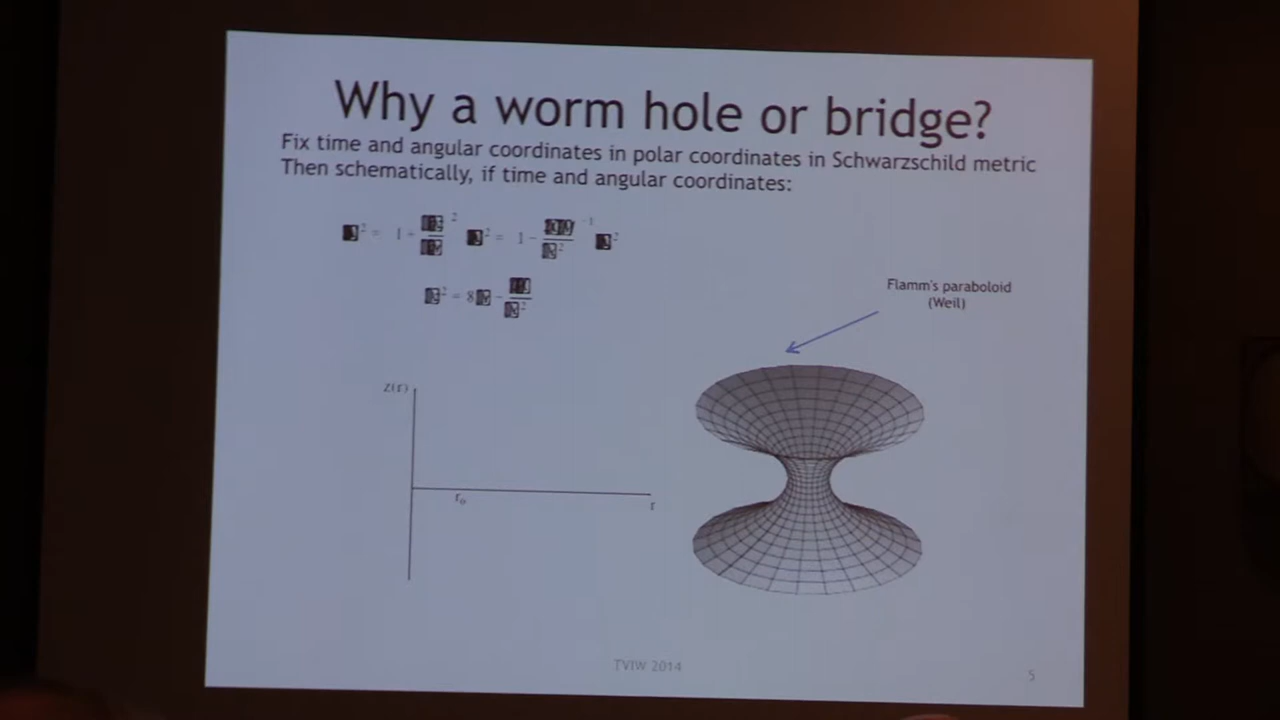 Why a worm hole or bridge?
Fix time and angular coordinates in polar coordinates in Schwarzschild metric
Then schematically, if time and angular coordinates:
Flamm's paraboloid
(Weil)
Z(r)
r₀
r
TVIW 2014
5